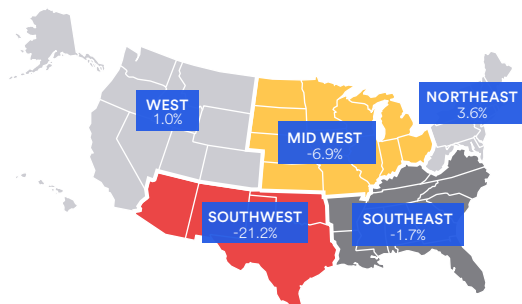 WEST
1.0%
NORTHEAST
3.6%
MID WEST
-6.9%
SOUTHWEST
-21.2%
SOUTHEAST
-1.7%